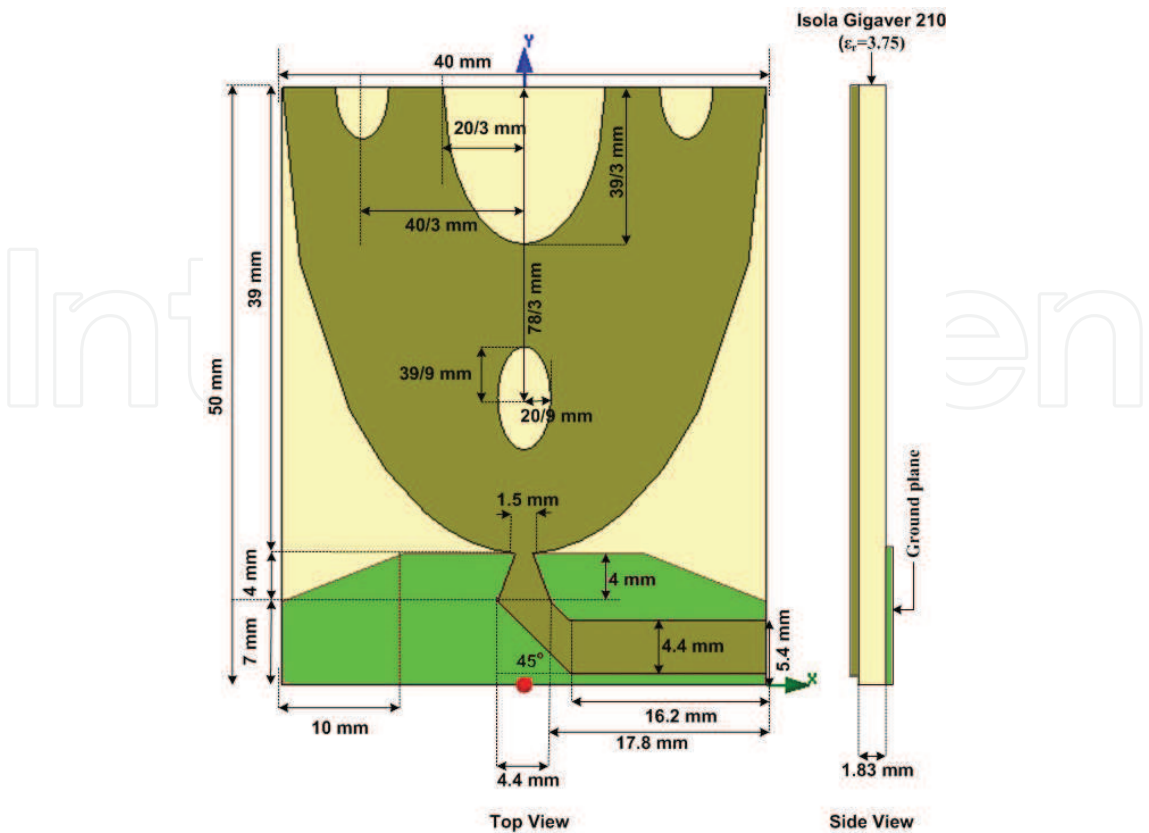 Isola Gigaver 210
(εr=3.75)
Y
40 mm
20/3 mm
39/3 mm
40/3 mm
39 mm
78/3 mm
50 mm
39/9 mm
20/9 mm
Inte
en
1.5 mm
Ground plane
4 mm
4 mm
7 mm
4.4 mm
5.4 mm
45°
X
10 mm
16.2 mm
17.8 mm
4.4 mm
1.83 mm
Top View
Side View